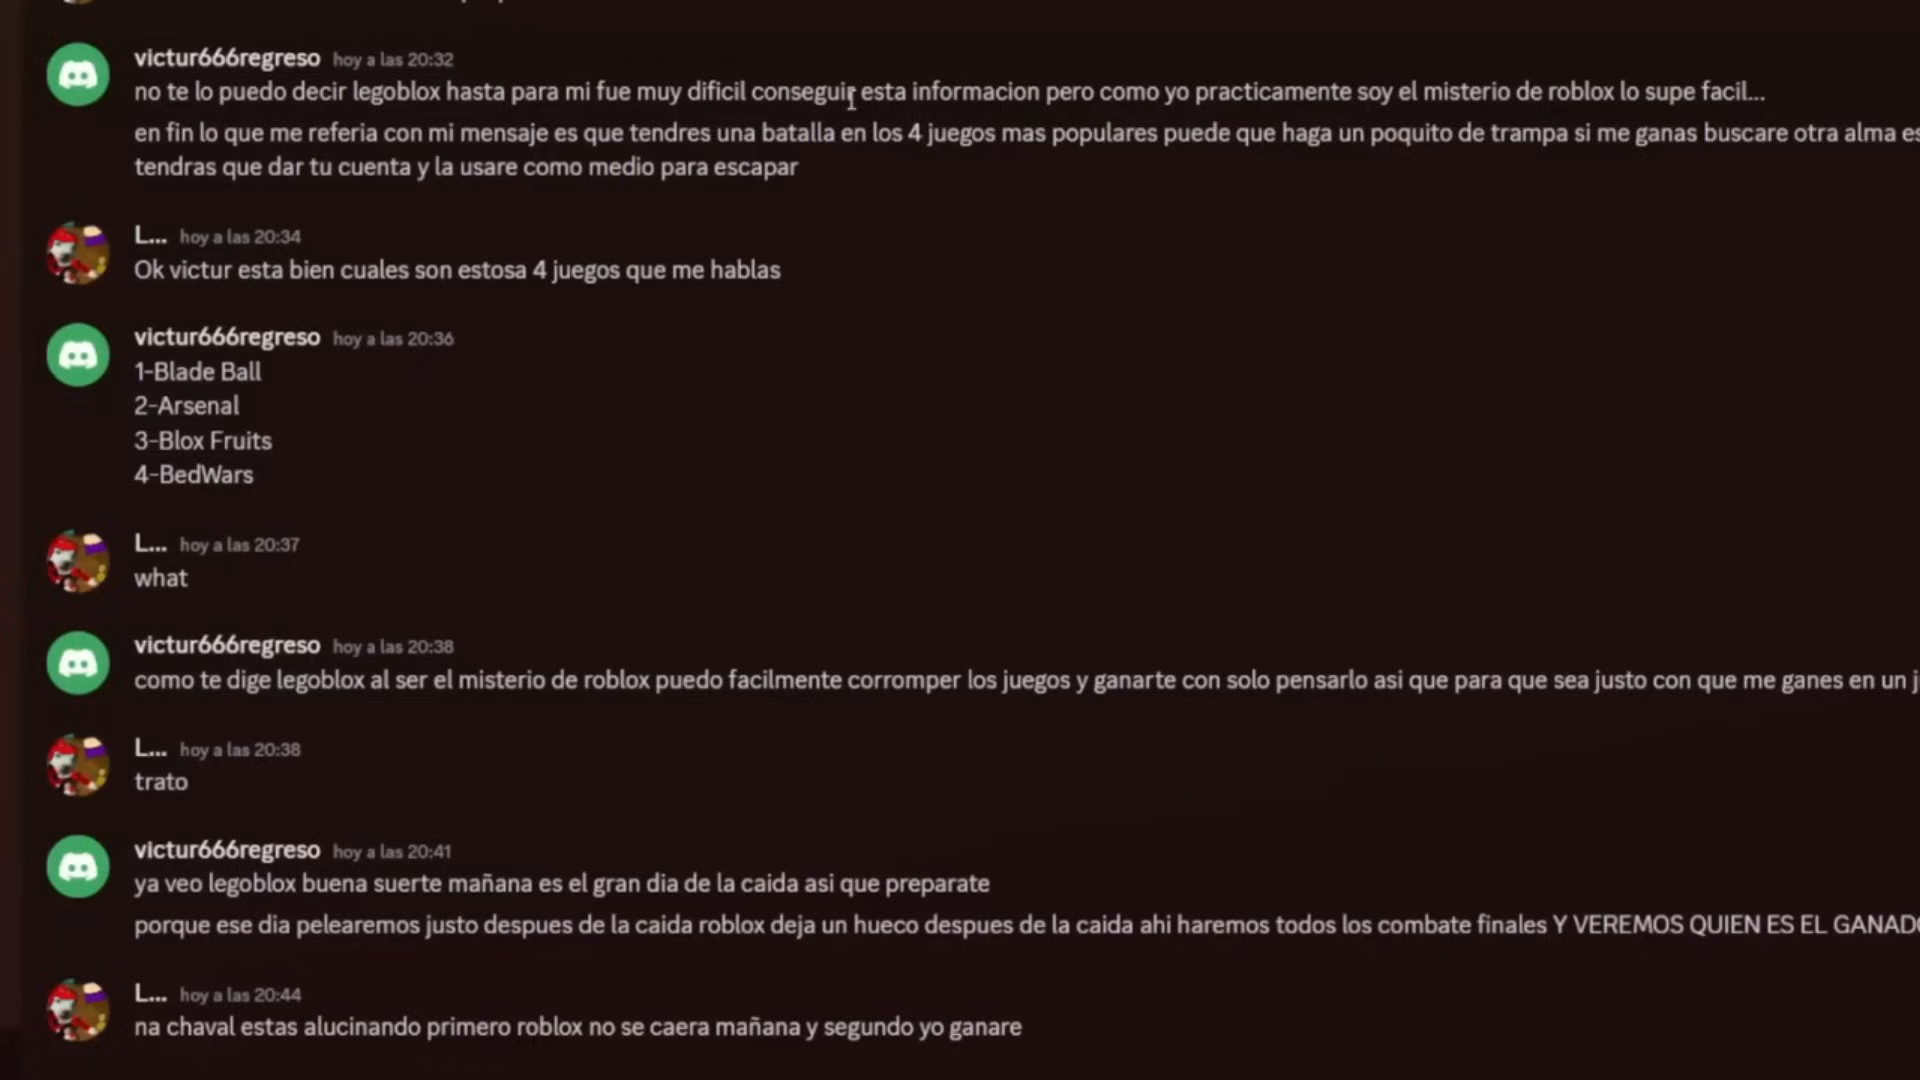 victur666regreso hoy a las 20:32
no te lo puedo decir legoblox hasta para mi fue muy dificil conseguir esta informacion pero como yo practicamente soy el misterio de roblox lo supe facil...
en fin lo que me referia con mi mensaje es que tendres una batalla en los 4 juegos mas populares puede que haga un poquito de trampa si me ganas buscare otra alma es
tendras que dar tu cuenta y la usare como medio para escapar
L... hoy a las 20:34
Ok victur esta bien cuales son estosa 4 juegos que me hablas
victur666regreso hoy a las 20:36
1-Blade Ball
2-Arsenal
3-Blox Fruits
4-BedWars
L... hoy a las 20:37
what
victur666regreso hoy a las 20:38
como te dige legoblox al ser el misterio de roblox puedo facilmente corromper los juegos y ganarte con solo pensarlo asi que para que sea justo con que me ganes en un j
L... hoy a las 20:38
trato
victur666regreso hoy a las 20:41
ya veo legoblox buena suerte mañana es el gran dia de la caida asi que preparate
porque ese dia pelearemos justo despues de la caida roblox deja un hueco despues de la caida ahi haremos todos los combate finales Y VEREMOS QUIEN ES EL GANADO
L... hoy a las 20:44
na chaval estas alucinando primero roblox no se caera mañana y segundo yo ganare